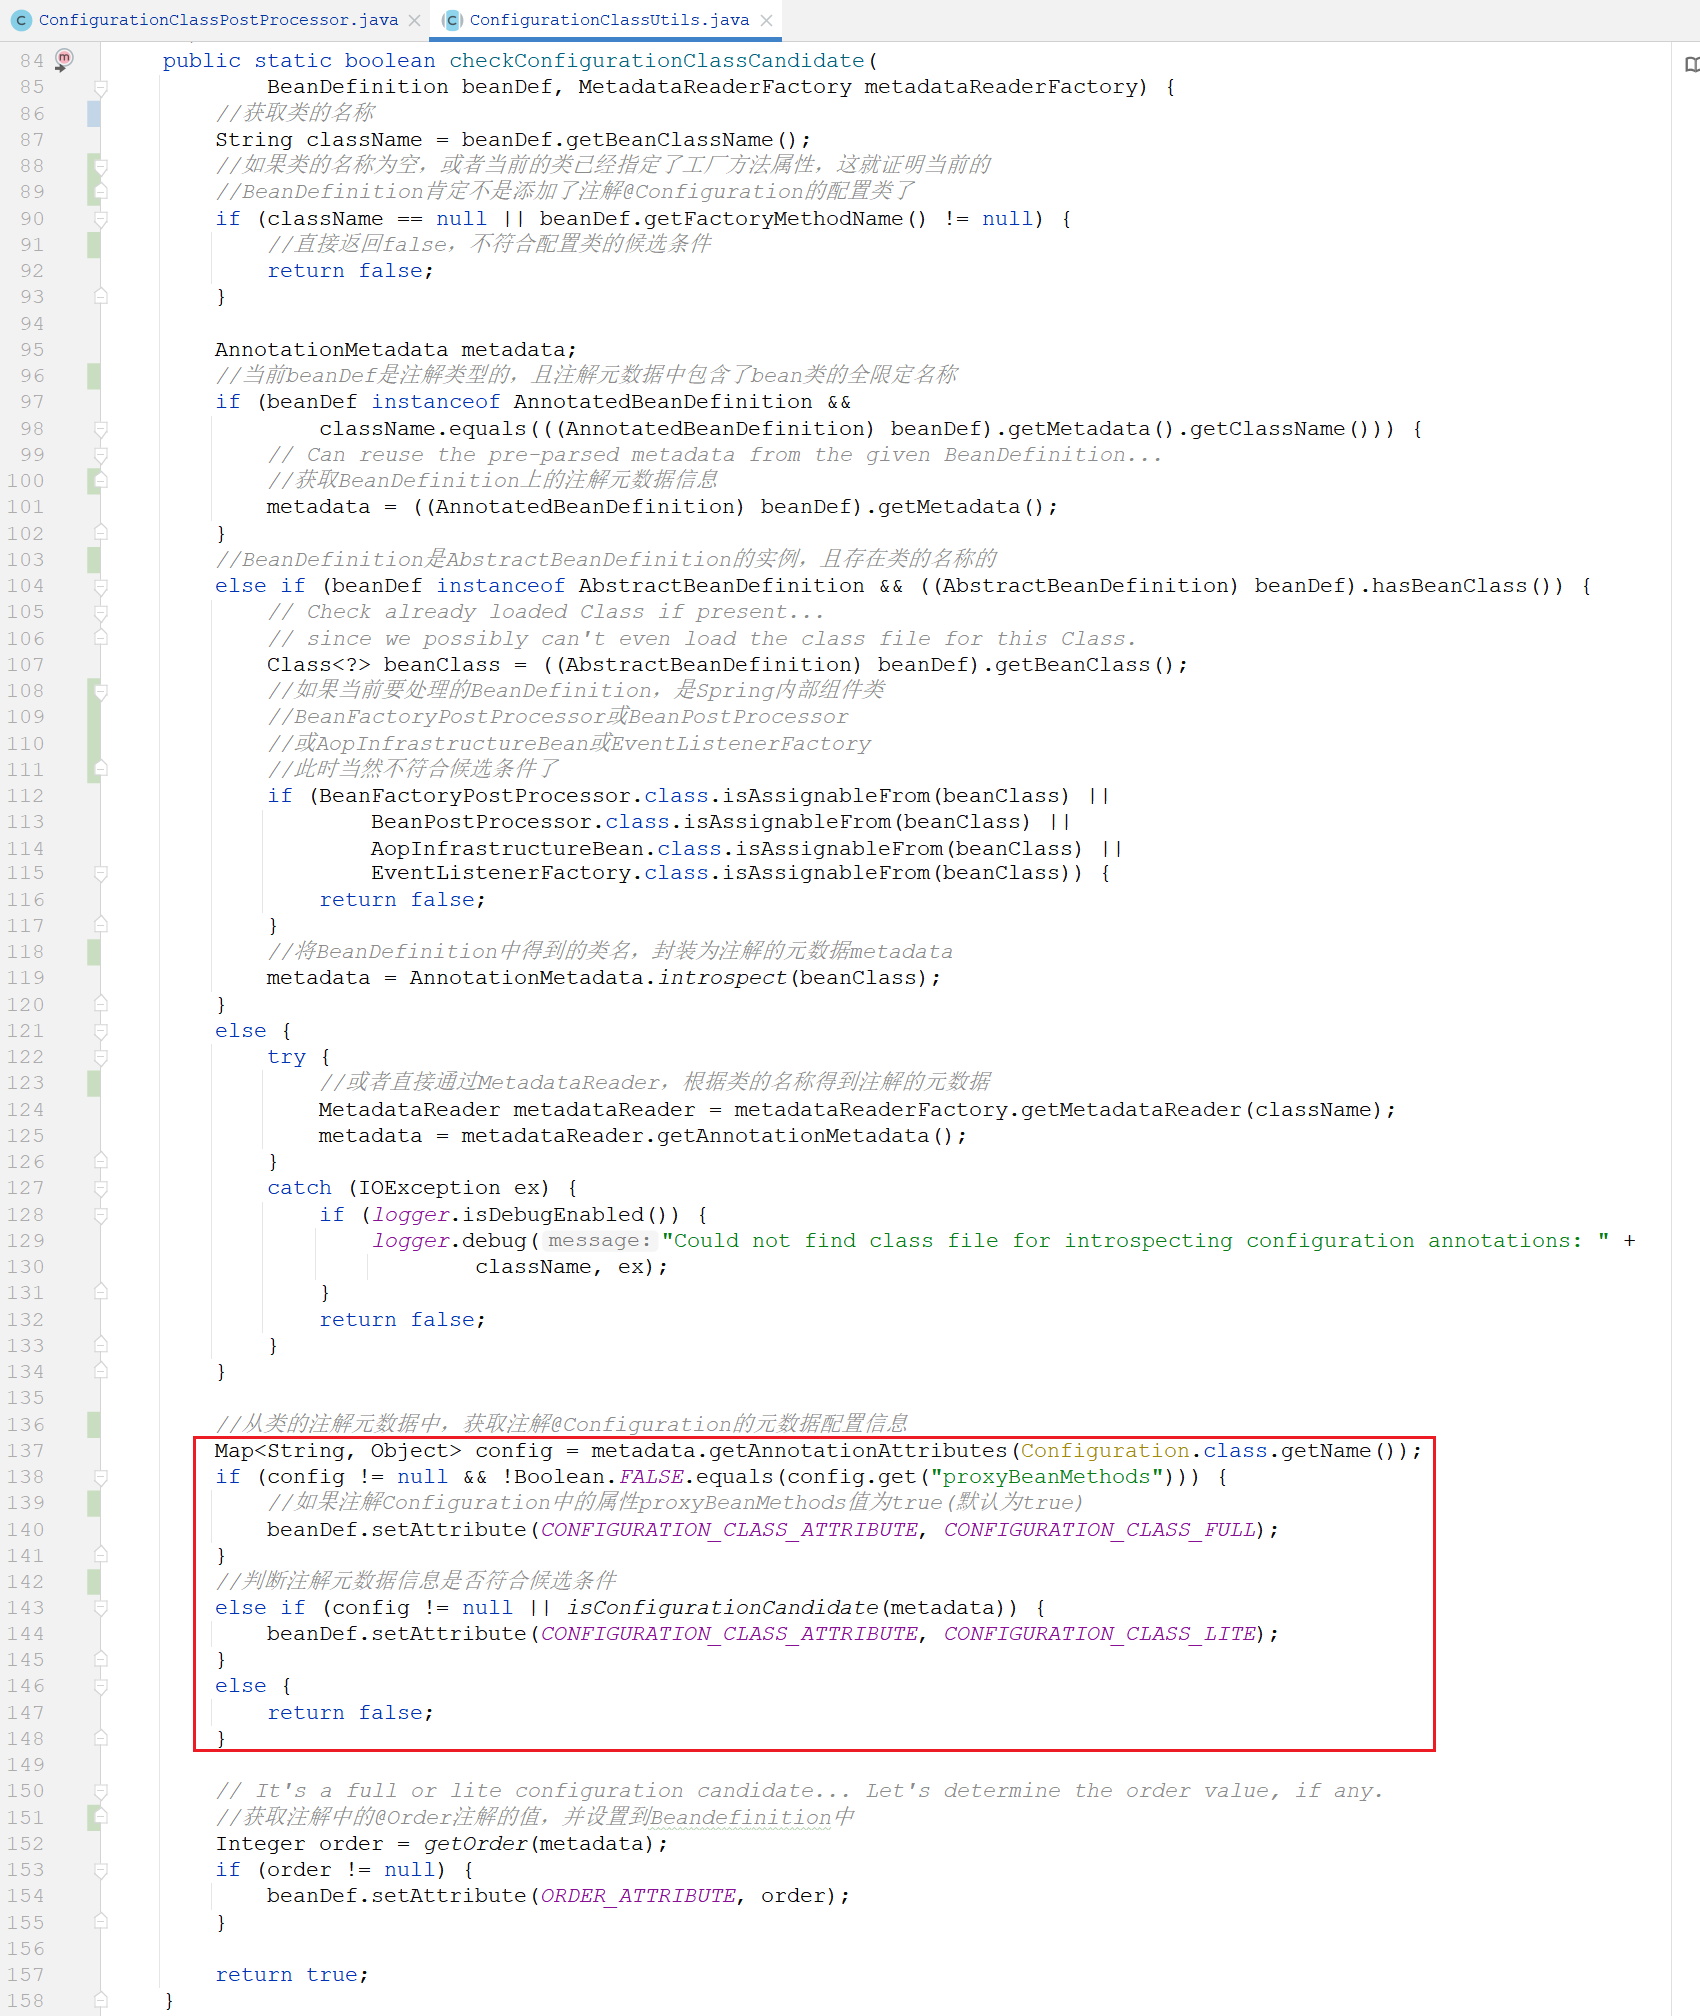 ConfigurationClassPostProcessor.java ConfigurationClassUtils.java
84 public static boolean checkConfigurationClassCandidate(
85 BeanDefinition beanDef, MetadataReaderFactory metadataReaderFactory) {
86 //获取类的名称
87 String className = beanDef.getBeanClassName();
88 //如果类的名称为空，或者当前的类已经指定了工厂方法属性，这就证明当前的
89 //BeanDefinition肯定不是添加了注解@Configuration的配置类了
90 if (className == null || beanDef.getFactoryMethodName() != null) {
91 //直接返回false，不符合配置类的候选条件
92 return false;
93 }
94
95 AnnotationMetadata metadata;
96 //当前beanDef是注解类型的，且注解元数据中包含了bean类的全限定名称
97 if (beanDef instanceof AnnotatedBeanDefinition &&
98 className.equals(((AnnotatedBeanDefinition) beanDef).getMetadata().getClassName())) {
99 // Can reuse the pre-parsed metadata from the given BeanDefinition...
100 //获取BeanDefinition上的注解元数据信息
101 metadata = ((AnnotatedBeanDefinition) beanDef).getMetadata();
102 }
103 //BeanDefinition是AbstractBeanDefinition的实例，且存在类的名称的
104 else if (beanDef instanceof AbstractBeanDefinition && ((AbstractBeanDefinition) beanDef).hasBeanClass()) {
105 // Check already loaded Class if present...
106 // since we possibly can't even load the class file for this Class.
107 Class<?> beanClass = ((AbstractBeanDefinition) beanDef).getBeanClass();
108 //如果当前要处理的BeanDefinition，是Spring内部组件类
109 //BeanFactoryPostProcessor或BeanPostProcessor
110 //或AopInfrastructureBean或EventListenerFactory
111 //此时当然不符合候选条件了
112 if (BeanFactoryPostProcessor.class.isAssignableFrom(beanClass) ||
113 BeanPostProcessor.class.isAssignableFrom(beanClass) ||
114 AopInfrastructureBean.class.isAssignableFrom(beanClass) ||
115 EventListenerFactory.class.isAssignableFrom(beanClass)) {
116 return false;
117 }
118 //将BeanDefinition中得到的类名，封装为注解的元数据metadata
119 metadata = AnnotationMetadata.introspect(beanClass);
120 }
121 else {
122 try {
123 //或者直接通过MetadataReader，根据类的名称得到注解的元数据
124 MetadataReader metadataReader = metadataReaderFactory.getMetadataReader(className);
125 metadata = metadataReader.getAnnotationMetadata();
126 }
127 catch (IOException ex) {
128 if (logger.isDebugEnabled()) {
129 logger.debug( message: "Could not find class file for introspecting configuration annotations: " +
130 className, ex);
131 }
132 return false;
133 }
134 }
135
136 //从类的注解元数据中，获取注解@Configuration的元数据配置信息
137 Map<String, Object> config = metadata.getAnnotationAttributes(Configuration.class.getName());
138 if (config != null && !Boolean.FALSE.equals(config.get("proxyBeanMethods"))) {
139 //如果注解Configuration中的属性proxyBeanMethods值为true(默认为true)
140 beanDef.setAttribute(CONFIGURATION_CLASS_ATTRIBUTE, CONFIGURATION_CLASS_FULL);
141 }
142 //判断注解元数据信息是否符合候选条件
143 else if (config != null || isConfigurationCandidate(metadata)) {
144 beanDef.setAttribute(CONFIGURATION_CLASS_ATTRIBUTE, CONFIGURATION_CLASS_LITE);
145 }
146 else {
147 return false;
148 }
149
150 // It's a full or lite configuration candidate... Let's determine the order value, if any.
151 //获取注解中的@Order注解的值，并设置到Beandefinition中
152 Integer order = getOrder(metadata);
153 if (order != null) {
154 beanDef.setAttribute(ORDER_ATTRIBUTE, order);
155 }
156
157 return true;
158 }